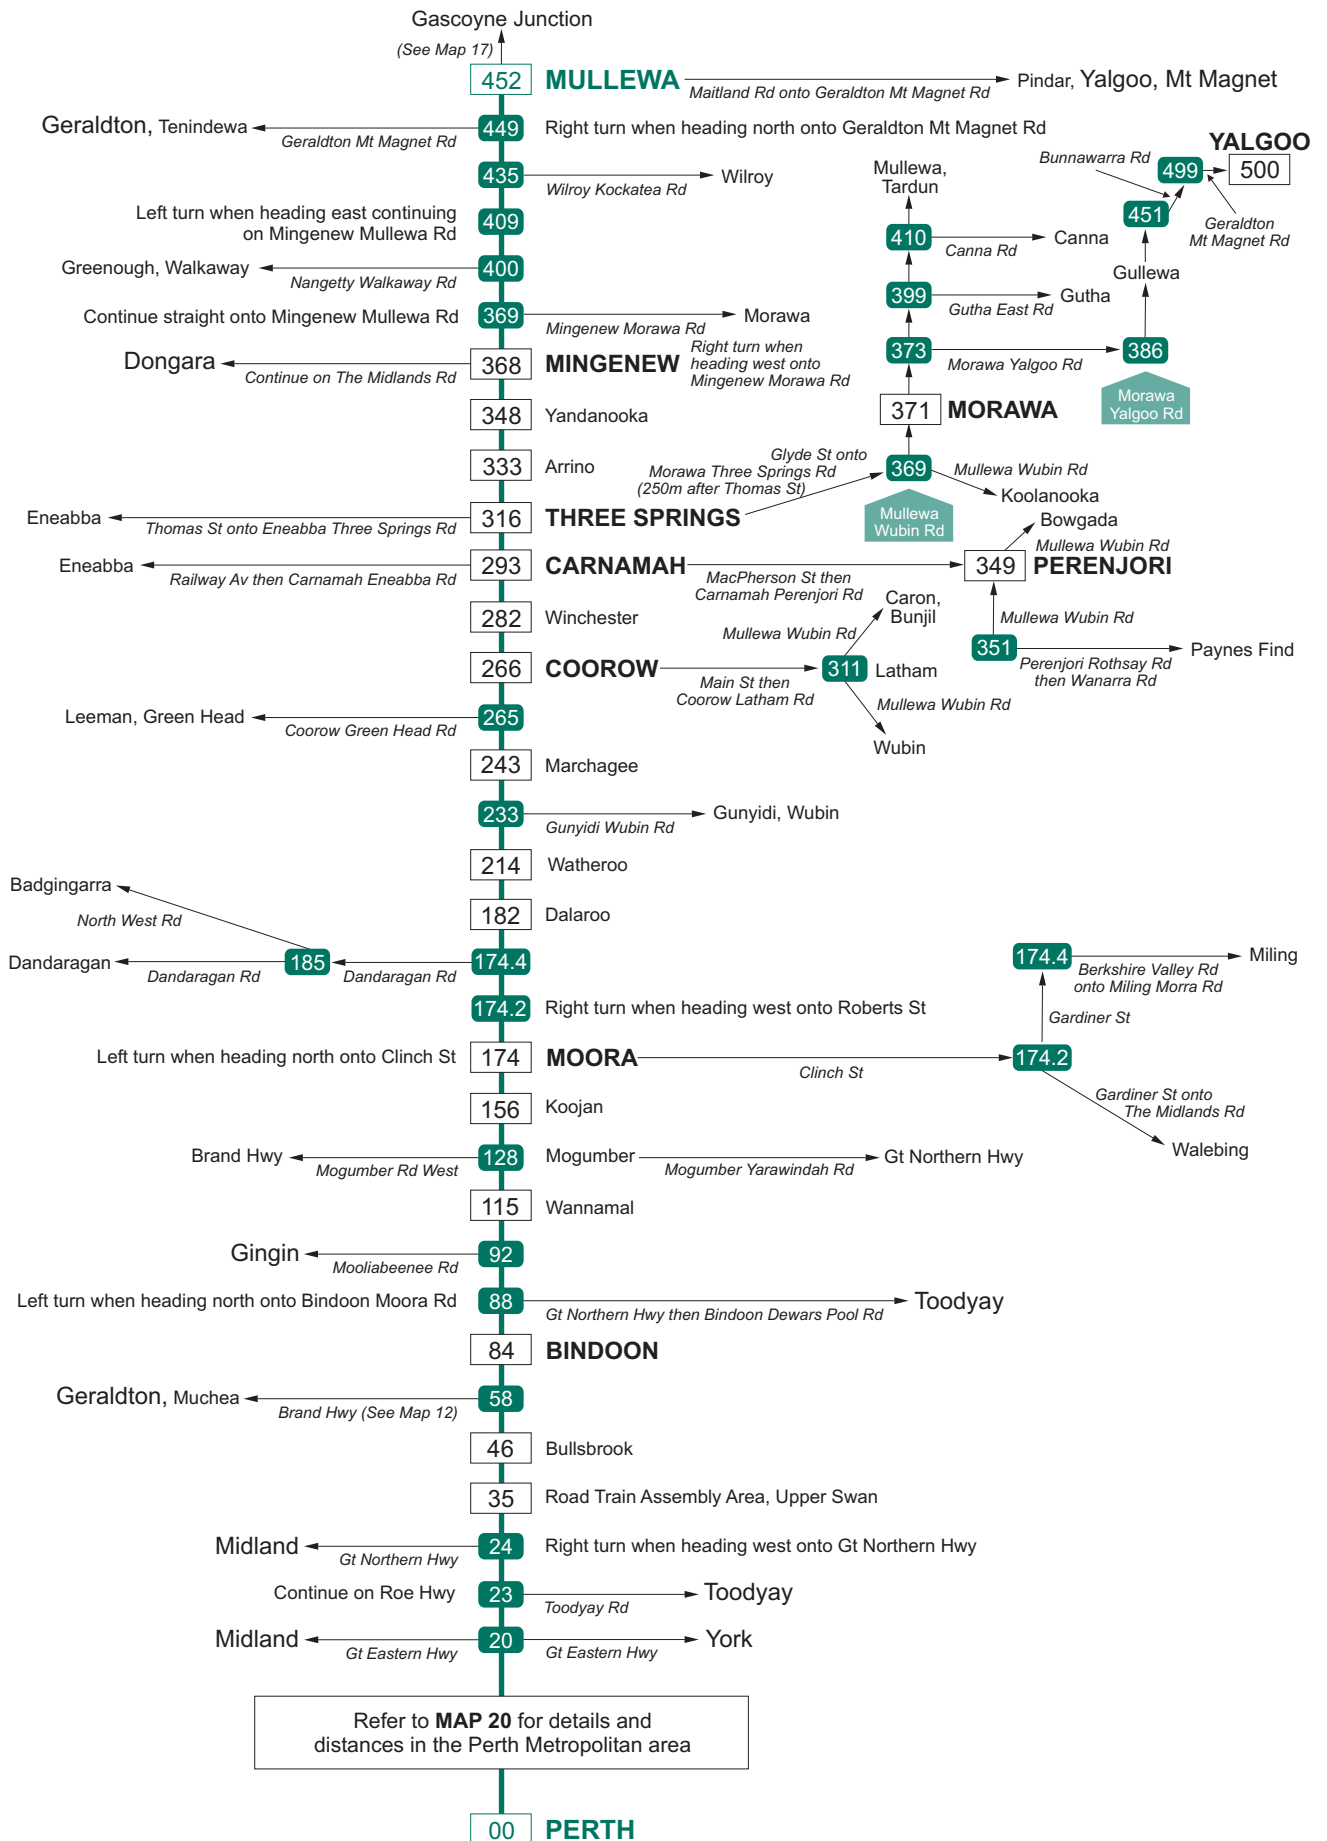 Gascoyne Junction
(See Map 17)
452 MULLEWA
Maitland Rd onto Geraldton Mt Magnet Rd
Pindar, Yalgoo, Mt Magnet
Geraldton, Tenindewa
Geraldton Mt Magnet Rd
449 Right turn when heading north onto Geraldton Mt Magnet Rd
435
Wilroy Kockatea Rd
Wilroy
Left turn when heading east continuing
on Mingenew Mullewa Rd
409
Greenough, Walkaway
Nangetty Walkaway Rd
400
Continue straight onto Mingenew Mullewa Rd
369
Mingenew Morawa Rd
Morawa
Dongara
Continue on The Midlands Rd
368 MINGENEW
Right turn when
heading west onto
Mingenew Morawa Rd
348 Yandanooka
333 Arrino
Eneabba
Thomas St onto Eneabba Three Springs Rd
316 THREE SPRINGS
Glyde St onto
Morawa Three Springs Rd
(250m after Thomas St)
369
Mullewa
Wubin Rd
Mullewa Wubin Rd
Koolanooka
371 MORAWA
373
Morawa Yalgoo Rd
386
Morawa
Yalgoo Rd
399
Gutha East Rd
Gutha
410
Canna Rd
Canna
Mullewa,
Tardun
Gullewa
451
Bunnawarra Rd
499
Geraldton
Mt Magnet Rd
YALGOO
500
Eneabba
Railway Av then Carnamah Eneabba Rd
293 CARNAMAH
MacPherson St then
Carnamah Perenjori Rd
349 PERENJORI
Bowgada
Mullewa Wubin Rd
Mullewa Wubin Rd
351
Perenjori Rothsay Rd
then Wanarra Rd
Paynes Find
282 Winchester
266 COOROW
Main St then
Coorow Latham Rd
311 Latham
Mullewa Wubin Rd
Caron,
Bunjil
Mullewa Wubin Rd
Wubin
Leeman, Green Head
Coorow Green Head Rd
265
243 Marchagee
233
Gunyidi Wubin Rd
Gunyidi, Wubin
214 Watheroo
182 Dalaroo
Badgingarra
North West Rd
Dandaragan
Dandaragan Rd
185
Dandaragan Rd
174.4
174.2 Right turn when heading west onto Roberts St
Left turn when heading north onto Clinch St
174 MOORA
Clinch St
174.2
Gardiner St
174.4
Berkshire Valley Rd
onto Miling Morra Rd
Miling
Gardiner St onto
The Midlands Rd
Walebing
156 Koojan
Brand Hwy
Mogumber Rd West
128 Mogumber
Mogumber Yarawindah Rd
Gt Northern Hwy
115 Wannamal
Gingin
Mooliabeenee Rd
92
Left turn when heading north onto Bindoon Moora Rd
88
Gt Northern Hwy then Bindoon Dewars Pool Rd
Toodyay
84 BINDOON
Geraldton, Muchea
Brand Hwy (See Map 12)
58
46 Bullsbrook
35 Road Train Assembly Area, Upper Swan
Midland
Gt Northern Hwy
24 Right turn when heading west onto Gt Northern Hwy
Continue on Roe Hwy
23
Toodyay Rd
Toodyay
Midland
Gt Eastern Hwy
20
Gt Eastern Hwy
York
Refer to MAP 20 for details and
distances in the Perth Metropolitan area
00 PERTH